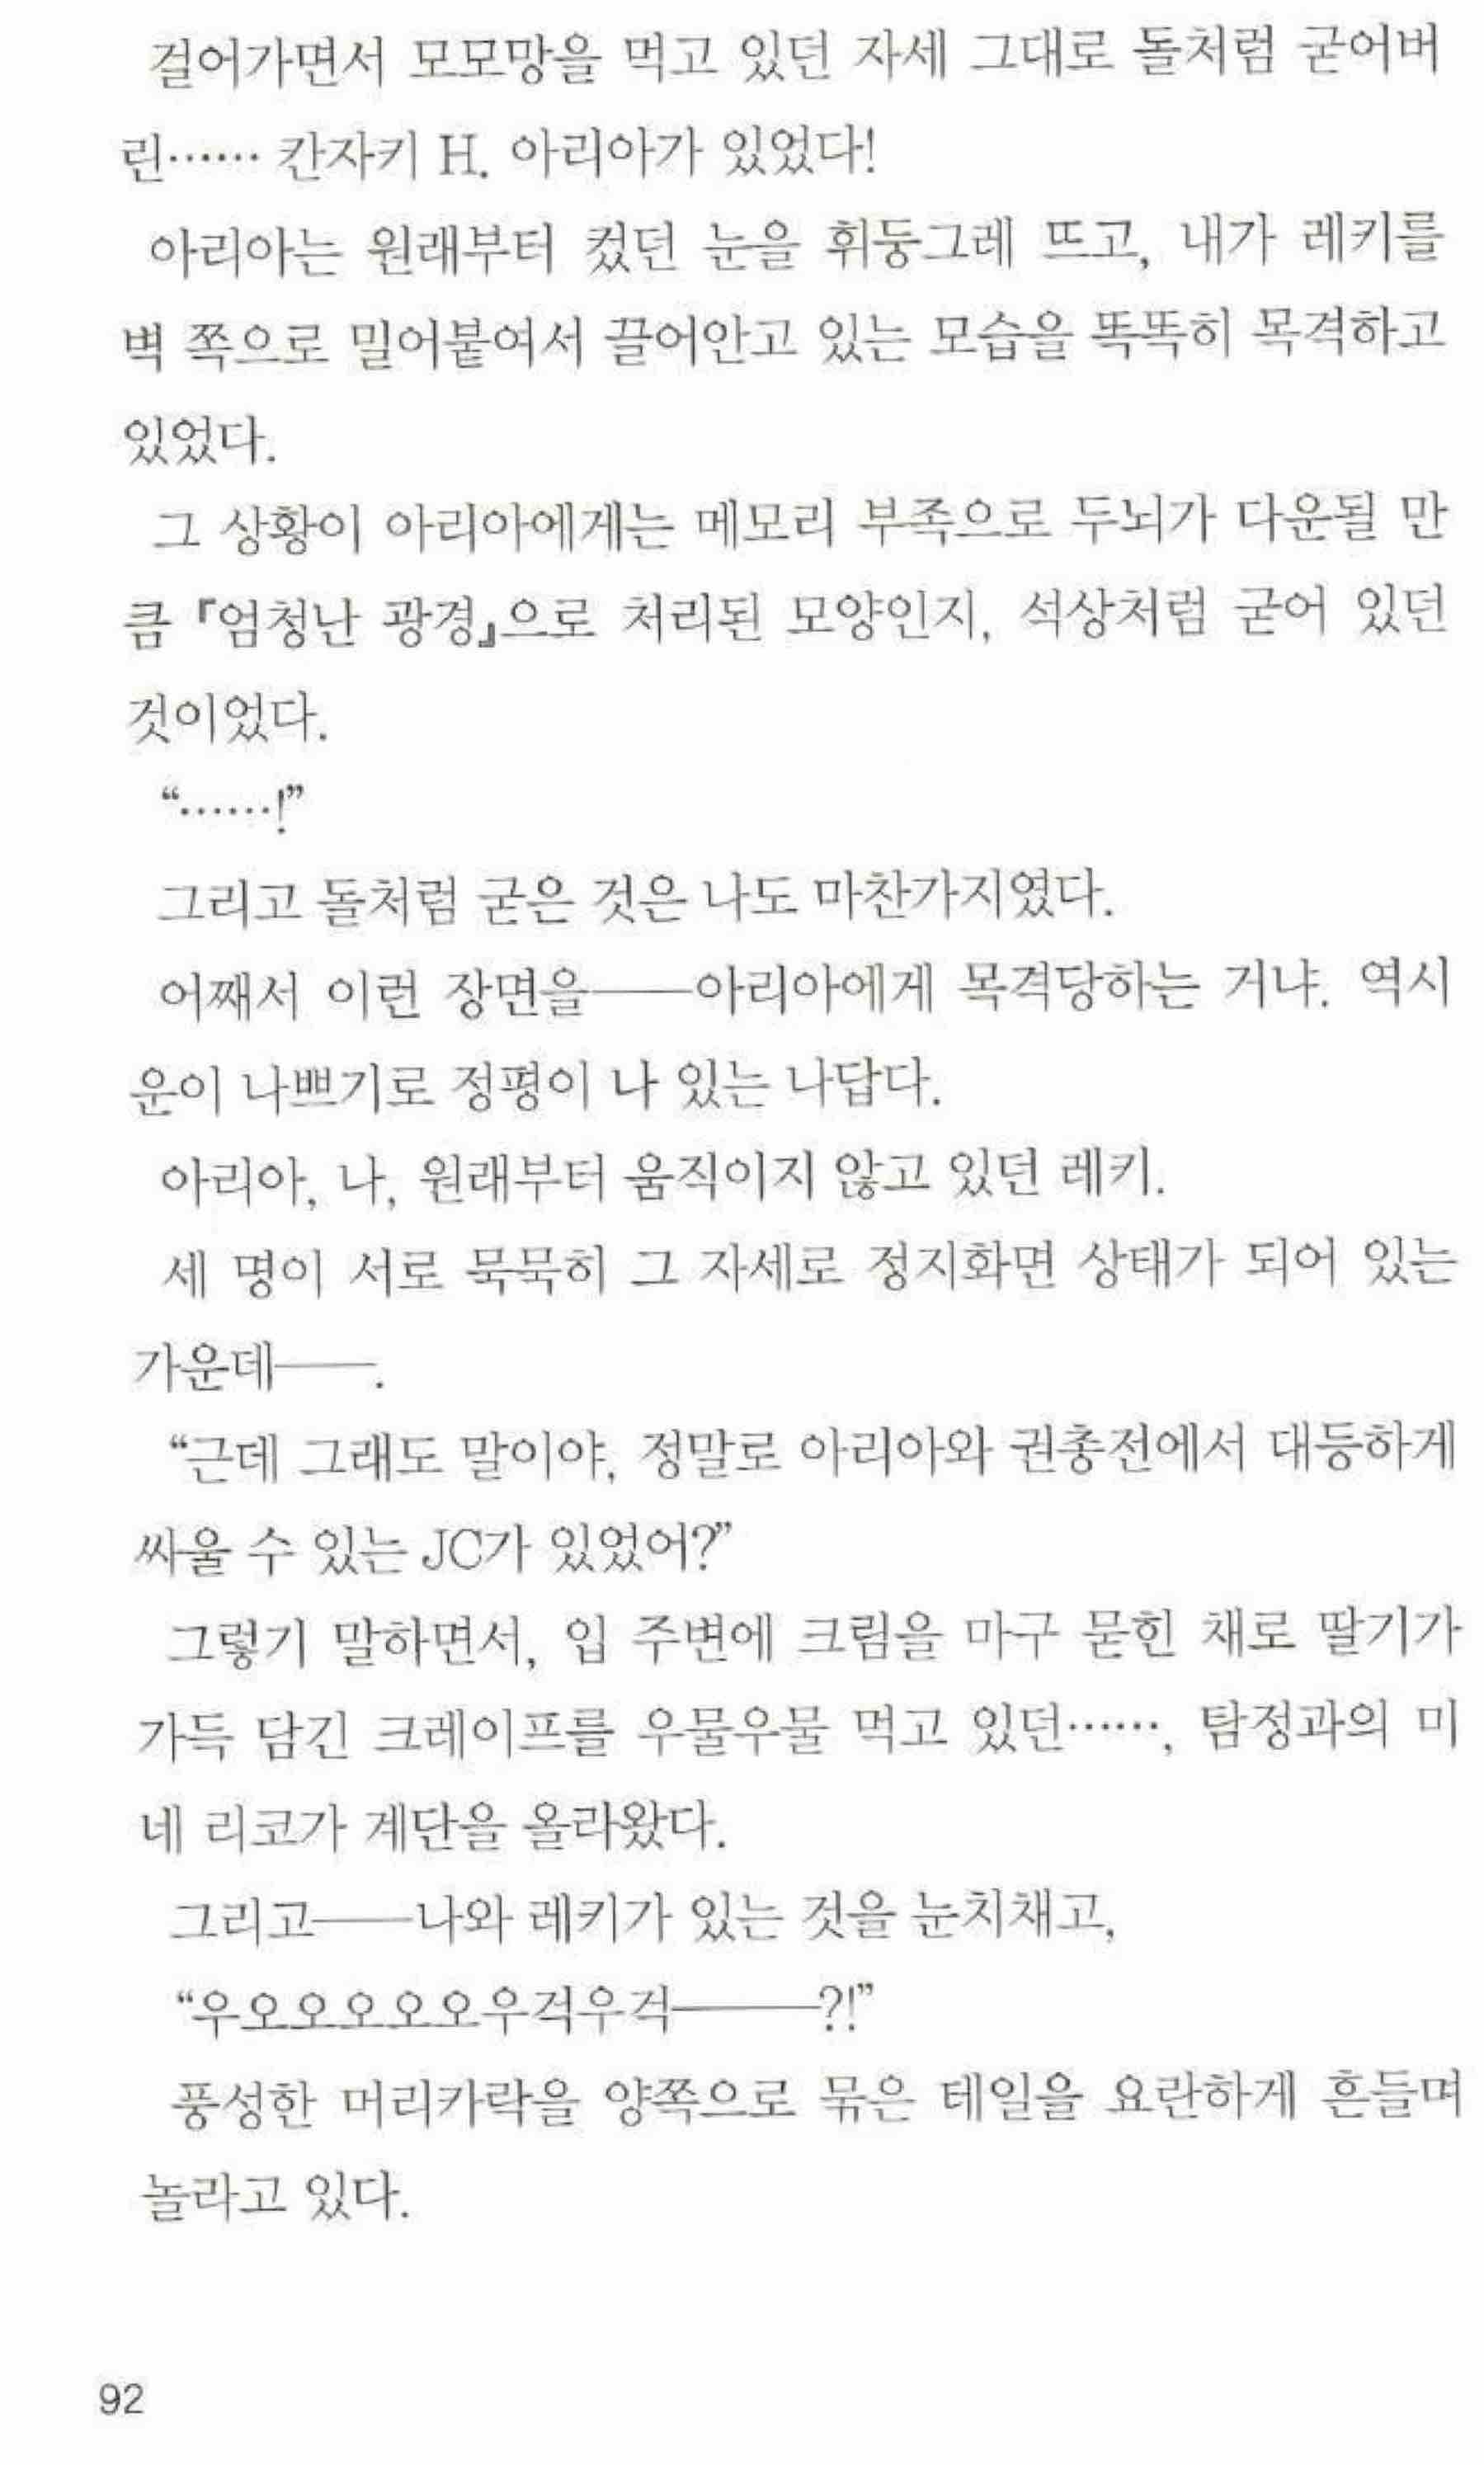 걸어가면서 모모망을 먹고 있던 자세 그대로 돌처럼 굳어버
린…… 칸자키 H. 아리아가 있었다!
아리아는 원래부터 컸던 눈을 휘둥그레 뜨고, 내가 레키를
벽 쪽으로 밀어붙여서 끌어안고 있는 모습을 똑똑히 목격하고
있었다.
그 상황이 아리아에게는 메모리 부족으로 두뇌가 다운될 만
큼 『엄청난 광경』으로 처리된 모양인지, 석상처럼 굳어 있던
것이었다.
“……!”
그리고 돌처럼 굳은 것은 나도 마찬가지였다.
어째서 이런 장면을――아리아에게 목격당하는 거냐. 역시
운이 나쁘기로 정평이 나 있는 나답다.
아리아, 나, 원래부터 움직이지 않고 있던 레키.
세 명이 서로 묵묵히 그 자세로 정지화면 상태가 되어 있는
가운데――.
“근데 그래도 말이야, 정말로 아리아와 권총전에서 대등하게
싸울 수 있는 JC가 있었어?”
그렇기 말하면서, 입 주변에 크림을 마구 묻힌 채로 딸기가
가득 담긴 크레이프를 우물우물 먹고 있던……, 탐정과의 미
네 리코가 계단을 올라왔다.
그리고――나와 레키가 있는 것을 눈치채고,
“우오오오오오우걱우걱―――?!”
풍성한 머리카락을 양쪽으로 묶은 테일을 요란하게 흔들며
놀라고 있다.
92